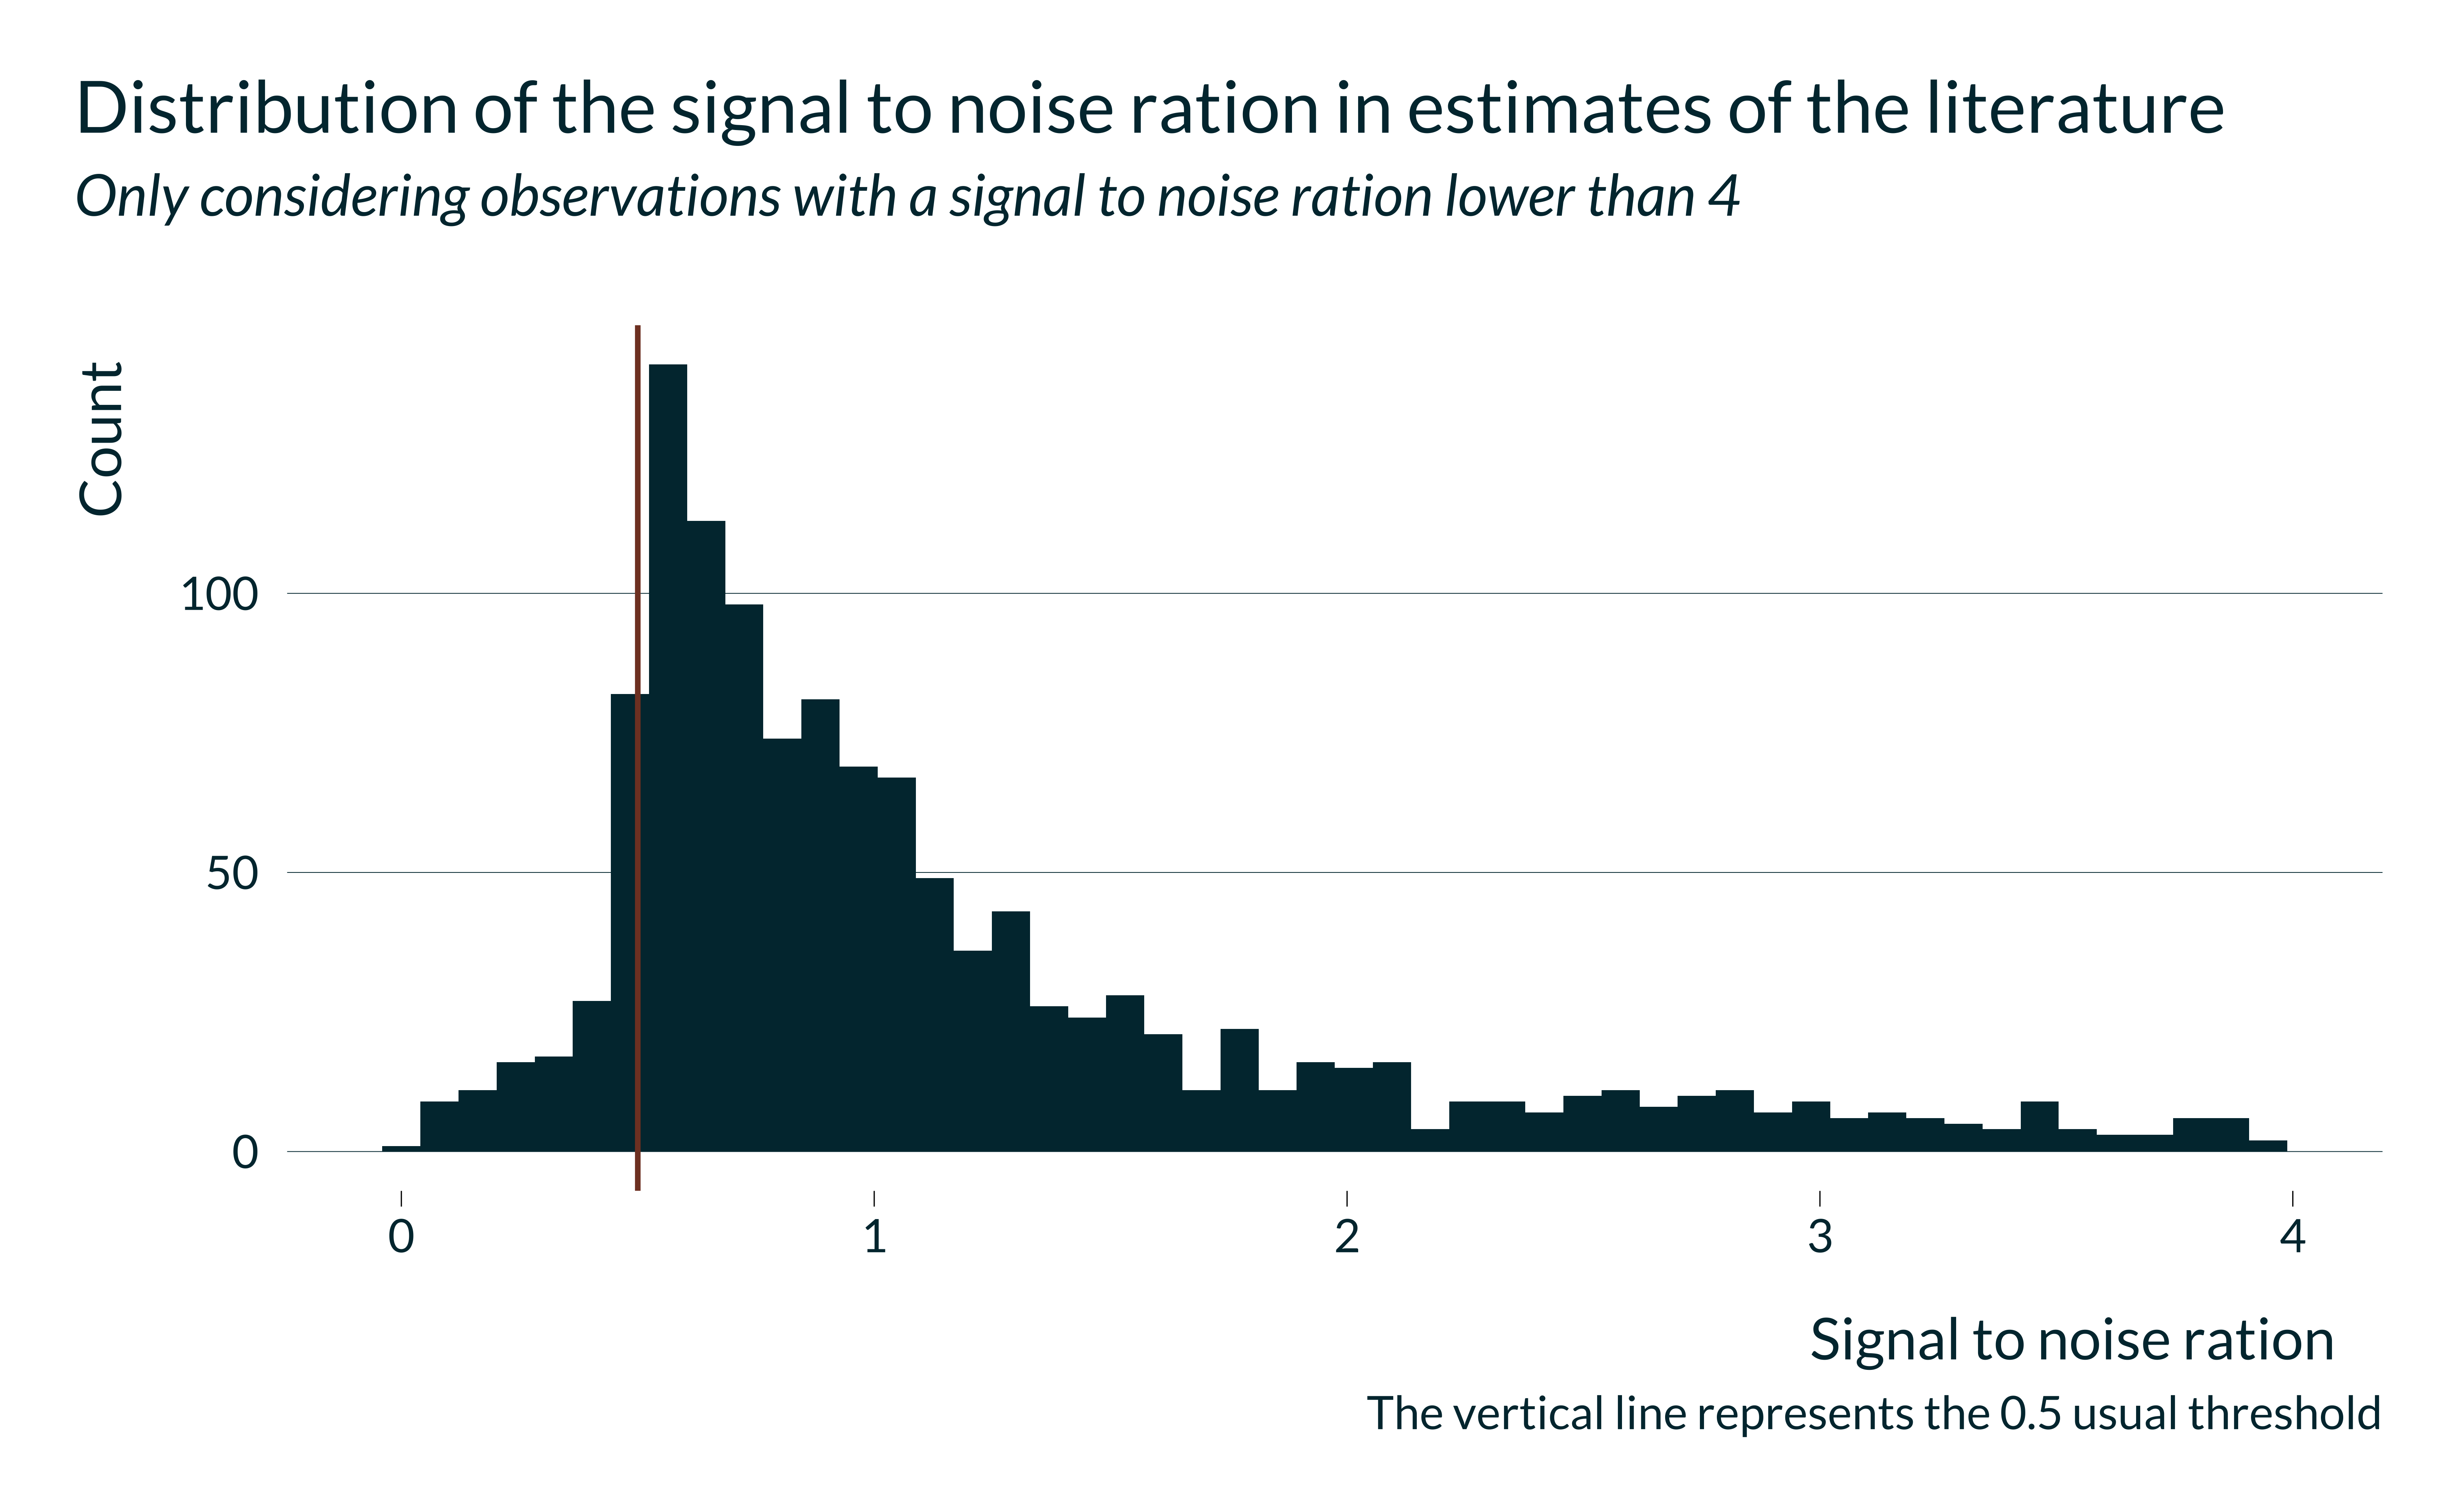 Distribution of the signal to noise ration in estimates of the literature
Only considering observations with a signal to noise ration lower than 4
Count
100
50
0
0 1 2 3 4
Signal to noise ration
The vertical line represents the 0.5 usual threshold